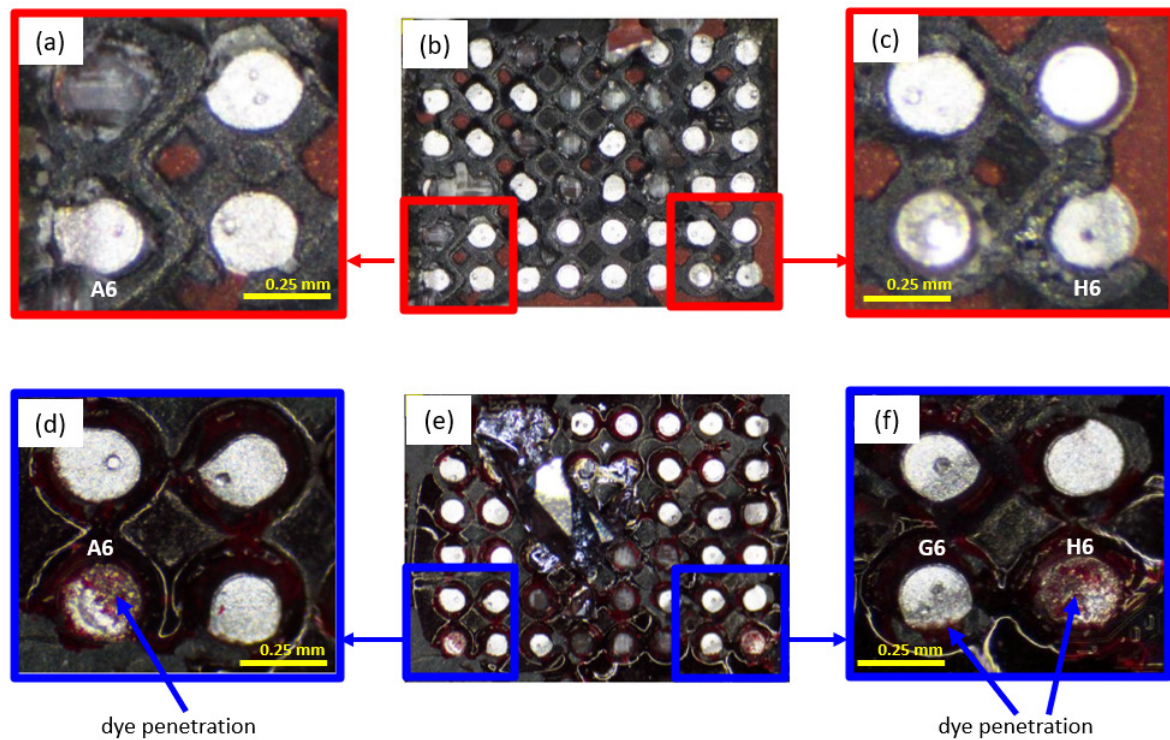 (a)
(b)
(c)
A6
0.25 mm
0.25 mm
H6
(d)
(e)
(f)
A6
G6
H6
0.25 mm
0.25 mm
dye penetration
dye penetration